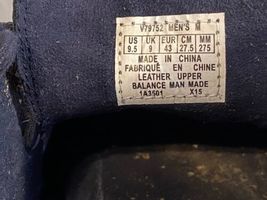 V79752 MEN'S M
US UK EUR CM MM
9.5 9 43 27.5 275
MADE IN CHINA
FABRIQUÉ EN CHINE
LEATHER UPPER
BALANCE MAN MADE
1A3501 X15